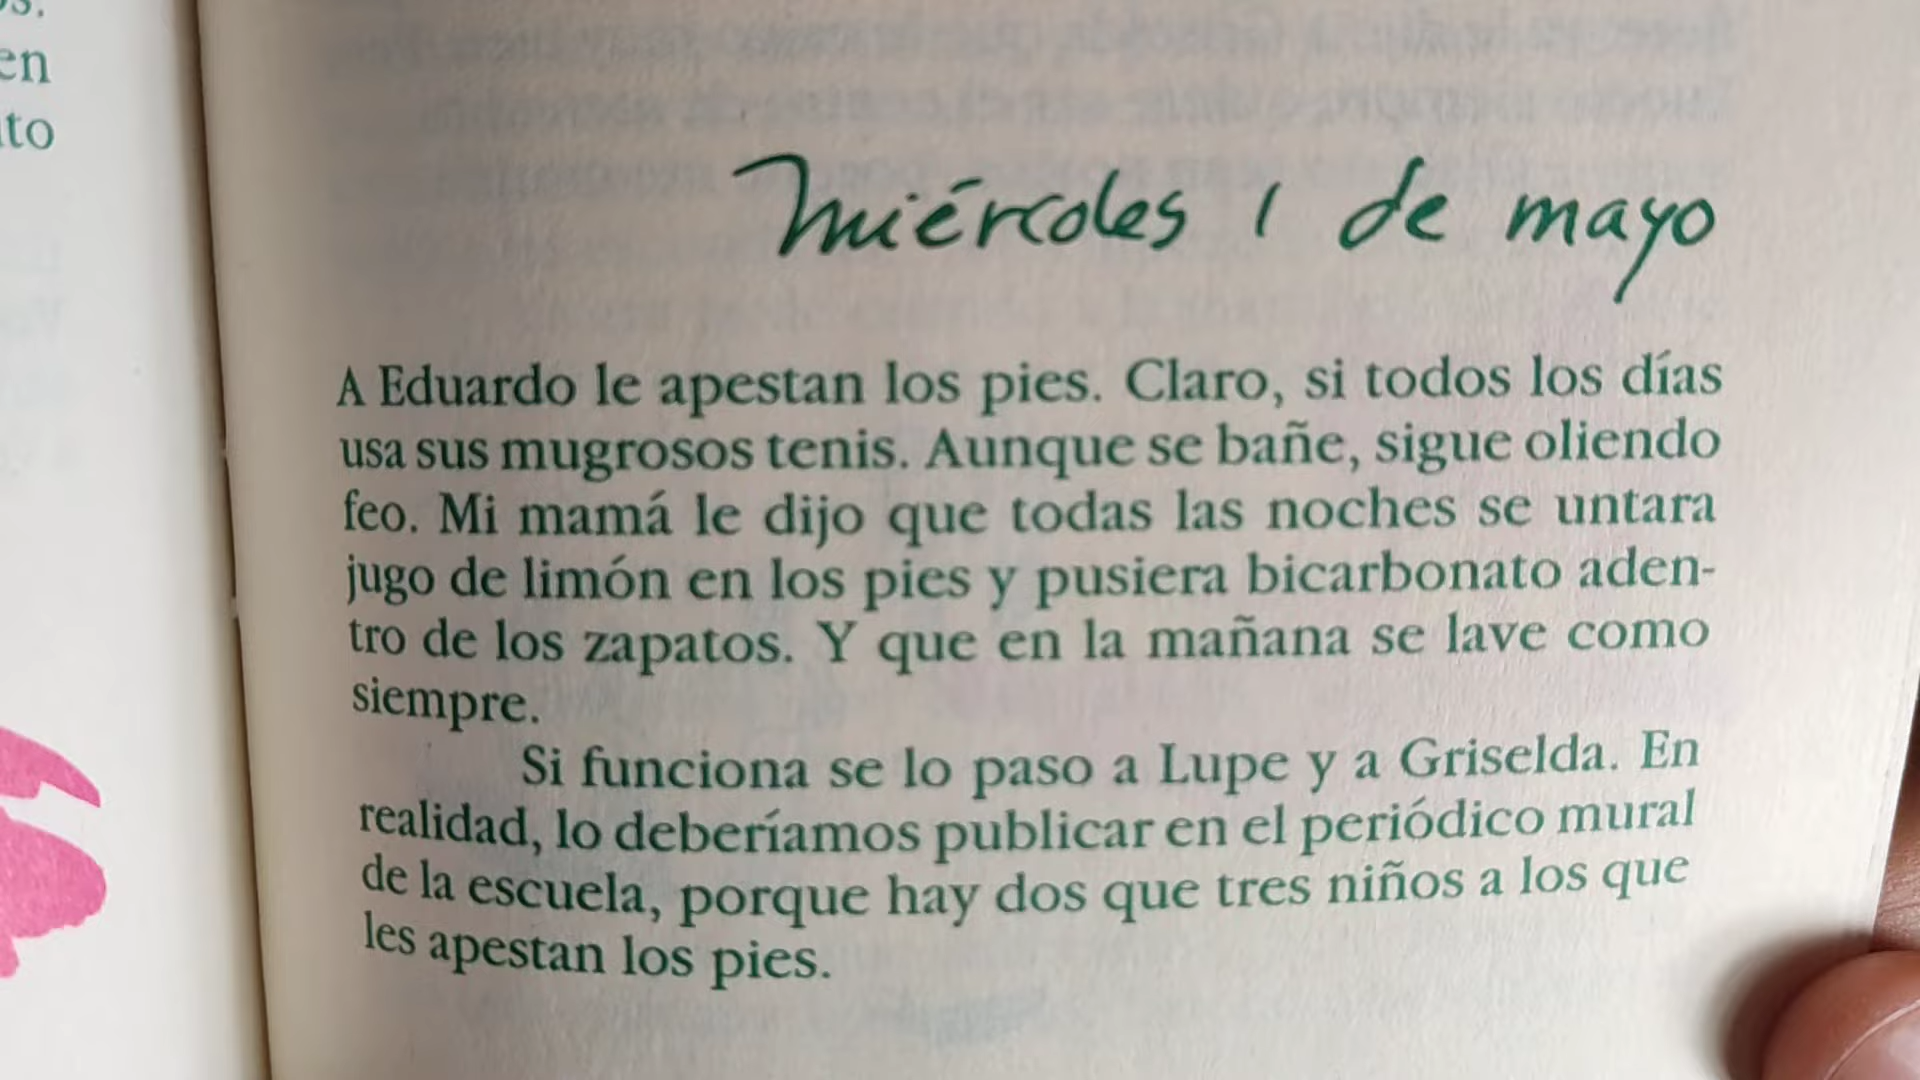 en
miércoles 1 de mayo
A Eduardo le apestan los pies. Claro, si todos los días
usa sus mugrosos tenis. Aunque se bañe, sigue oliendo
feo. Mi mamá le dijo que todas las noches se untara
jugo de limón en los pies y pusiera bicarbonato aden-
tro de los zapatos. Y que en la mañana se lave como
siempre.
Si funciona se lo paso a Lupe y a Griselda. En
realidad, lo deberíamos publicar en el periódico mural
de la escuela, porque hay dos que tres niños a los que
les apestan los pies.